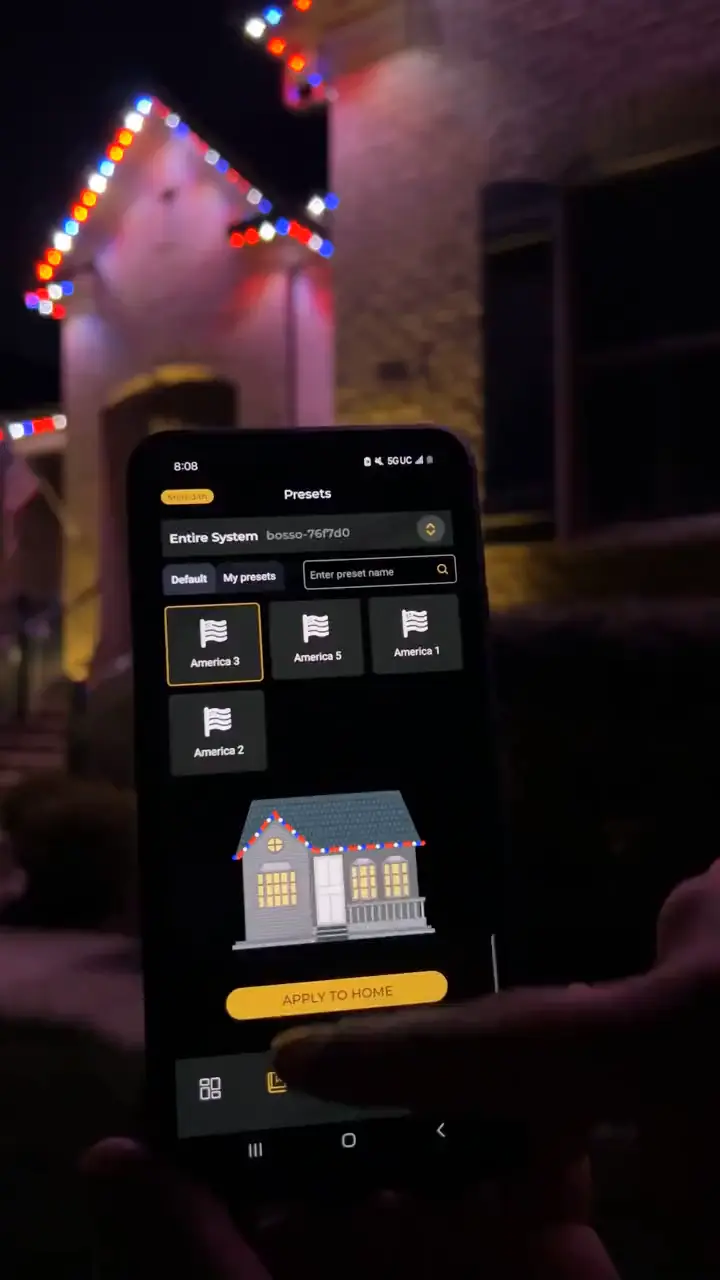 8:08
5G UC
Presets
Entire System bosso-76f7d0
Default My presets Enter preset name
America 3 America 5 America 1
America 2
APPLY TO HOME